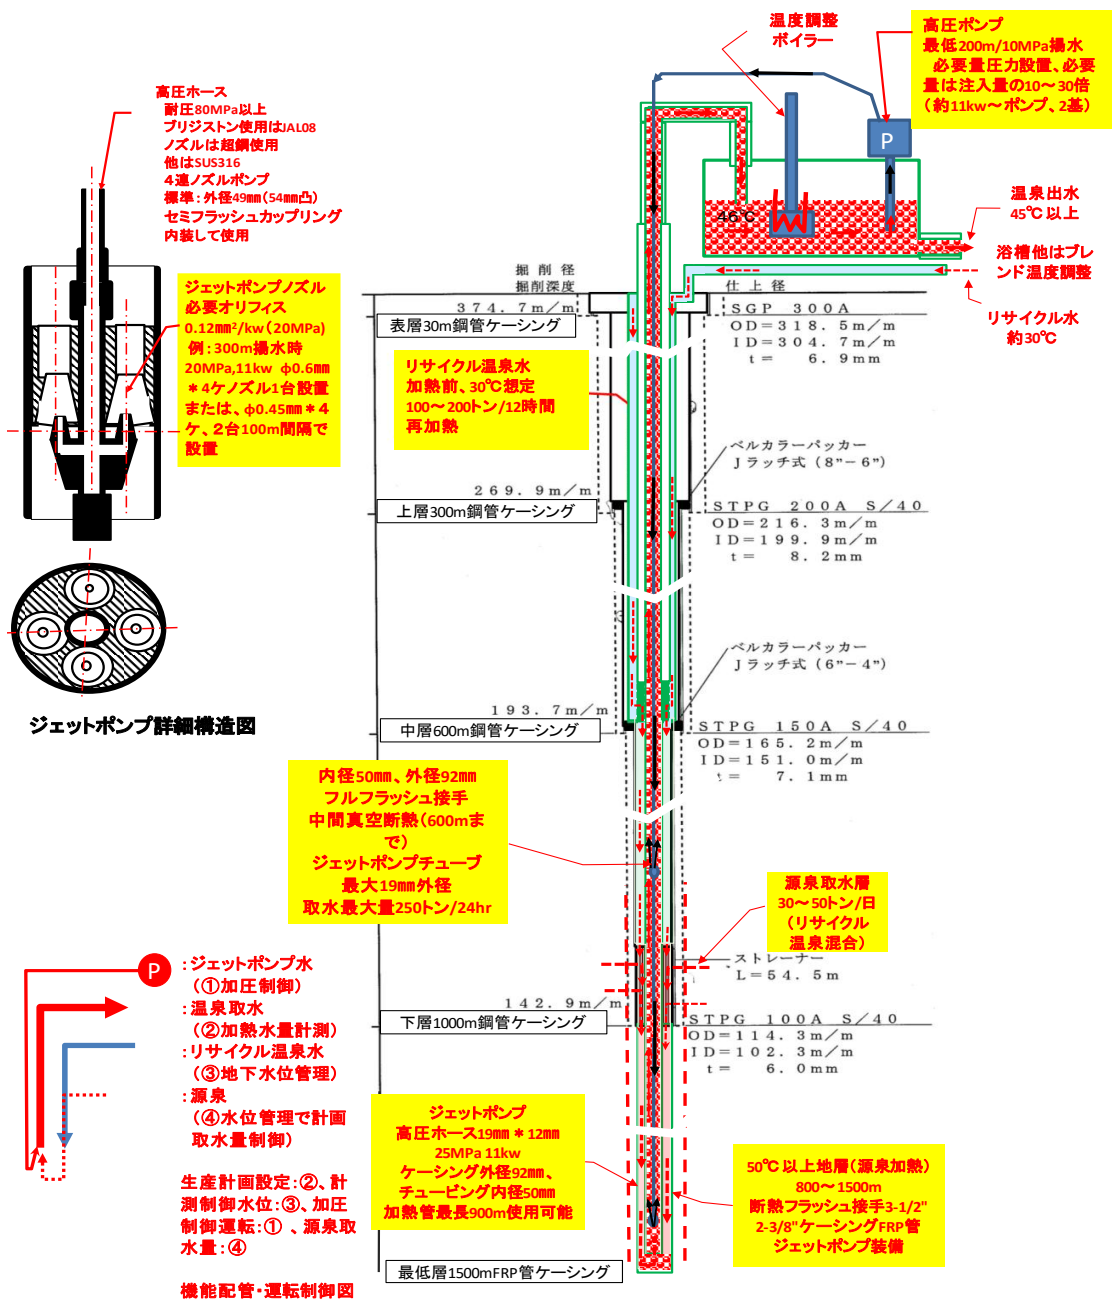 温度調整
ボイラー
高圧ポンプ
最低200m/10MPa揚水
必要量圧力設置、必要
量は注入量の10～30倍
（約11kw～ポンプ、2基）
P
高圧ホース
耐圧80MPa以上
ブリジストン使用はJAL08
ノズルは超鋼使用
他はSUS316
4連ノズルポンプ
標準：外径49㎜（54㎜凸）
セミフラッシュカップリング
内装して使用
46℃
温泉出水
45℃以上
浴槽他はブレ
ンド温度調整
リサイクル水
約30℃
ジェットポンプノズル
必要オリフィス
0.12㎜²/kw（20MPa）
例：300m揚水時
20MPa,11kw φ0.6㎜
＊4ケノズル1台設置
または、φ0.45㎜＊4
ケ、2台100m間隔で
設置
掘削径
掘削深度
仕上径
374.7m/m
表層30m鋼管ケーシング
SGP 300A
OD=318.5m/m
ID=304.7m/m
t= 6.9mm
リサイクル温泉水
加熱前、30℃想定
100～200トン/12時間
再加熱
ベルカラーパッカー
Jラッチ式（8"－6"）
269.9m/m
上層300m鋼管ケーシング
STPG 200A S/40
OD=216.3m/m
ID=199.9m/m
t= 8.2mm
ベルカラーパッカー
Jラッチ式（6"－4"）
193.7m/m
中層600m鋼管ケーシング
STPG 150A S/40
OD=165.2m/m
ID=151.0m/m
t= 7.1mm
ジェットポンプ詳細構造図
内径50㎜、外径92㎜
フルフラッシュ接手
中間真空断熱（600mま
で）
ジェットポンプチューブ
最大19㎜外径
取水最大量250トン/24hr
源泉取水層
30～50トン/日
（リサイクル
温泉混合）
ストレーナー
L=54.5m
142.9m/m
下層1000m鋼管ケーシング
STPG 100A S/40
OD=114.3m/m
ID=102.3m/m
t= 6.0mm
P
：ジェットポンプ水
（①加圧制御）
：温泉取水
（②加熱水量計測）
：リサイクル温泉水
（③地下水位管理）
：源泉
（④水位管理で計画
取水量制御）
生産計画設定：②、計
測制御水位：③、加圧
制御運転：① 、源泉取
水量：④
機能配管・運転制御図
ジェットポンプ
高圧ホース19㎜＊12㎜
25MPa 11kw
ケーシング外径92㎜、
チュービング内径50㎜
加熱管最長900m使用可能
50℃以上地層（源泉加熱）
800～1500m
断熱フラッシュ接手3-1/2"
2-3/8"ケーシングFRP管
ジェットポンプ装備
最低層1500mFRP管ケーシング